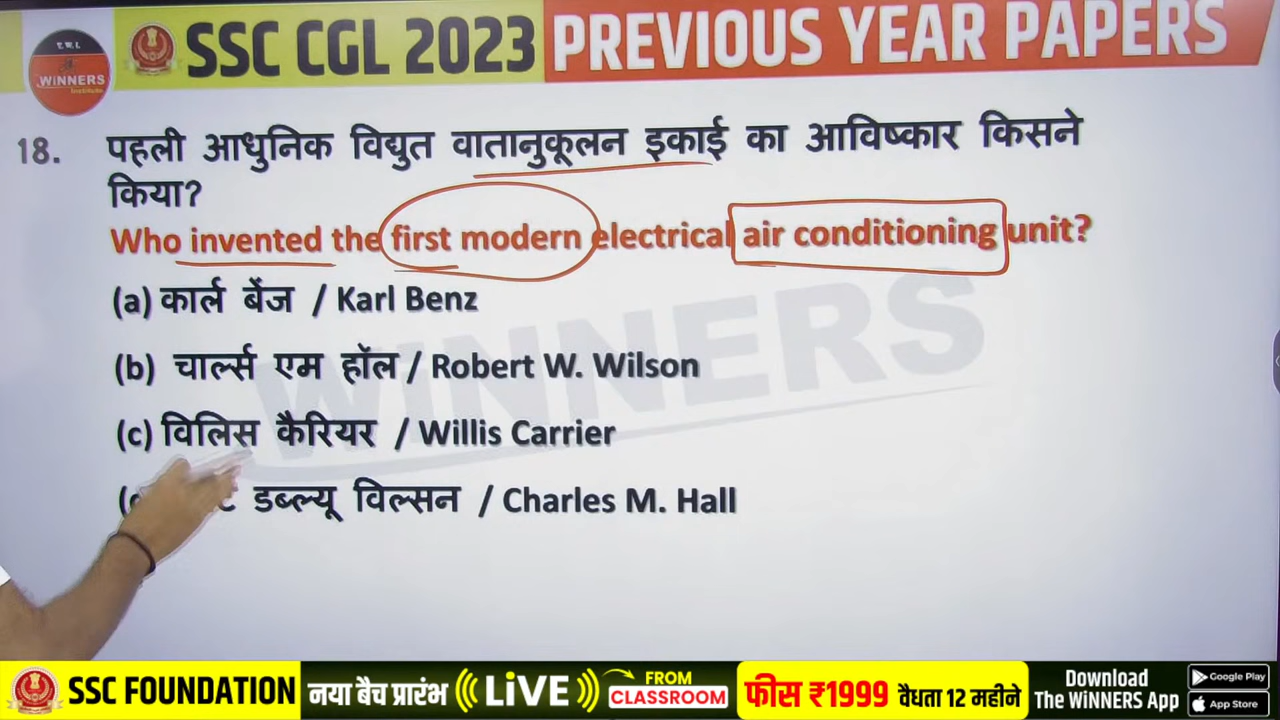 ए.भ.ा.
WiNNERS
Institute
SSC CGL 2023 PREVIOUS YEAR PAPERS
18. पहली आधुनिक विद्युत वातानुकूलन इकाई का आविष्कार किसने
किया?
Who invented the first modern electrical air conditioning unit?
(a) कार्ल बेंज / Karl Benz
(b) चार्ल्स एम हॉल / Robert W. Wilson
(c) विलिस कैरियर / Willis Carrier
डब्ल्यू विल्सन / Charles M. Hall
WiNNERS
SSC FOUNDATION नया बैच प्रारंभ LiVE FROM CLASSROOM फीस ₹1999 वैधता 12 महीने Download The WiNNERS App Google Play App Store